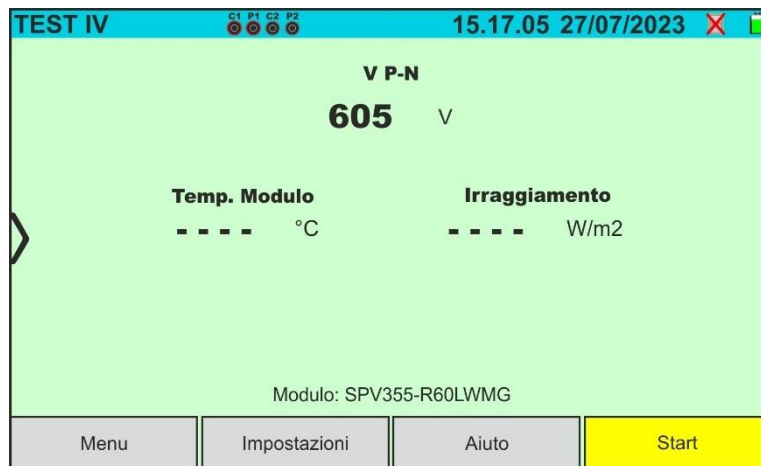 TEST IV C1 P1 C2 P2 15.17.05 27/07/2023
V P-N
605 V
Temp. Modulo Irraggiamento
- - - - °C - - - - W/m2
Modulo: SPV355-R60LWMG
Menu Impostazioni Aiuto Start